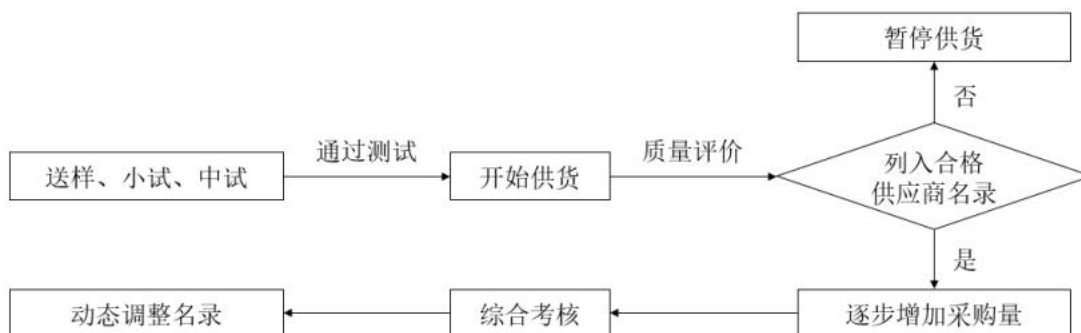 暂停供货
否
送样、小试、中试
通过测试
开始供货
质量评价
列入合格
供应商名录
是
动态调整名录
综合考核
逐步增加采购量